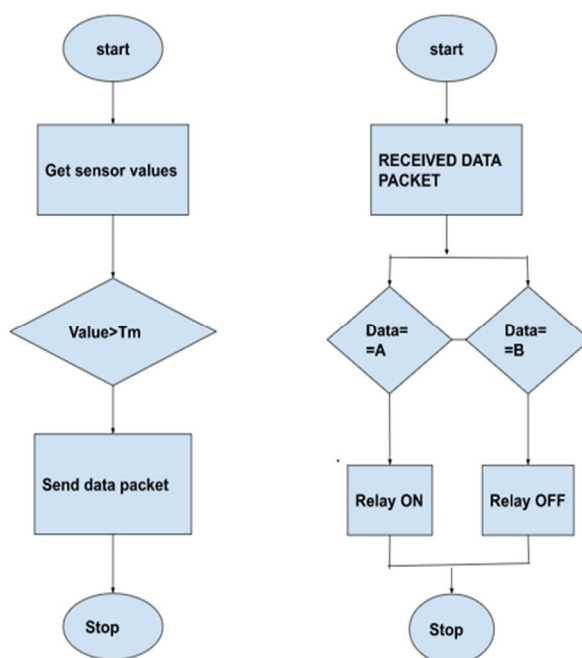 start
Get sensor values
Value>Tm
Send data packet
Stop
start
RECEIVED DATA
PACKET
Data=
=A
Data=
=B
Relay ON
Relay OFF
Stop